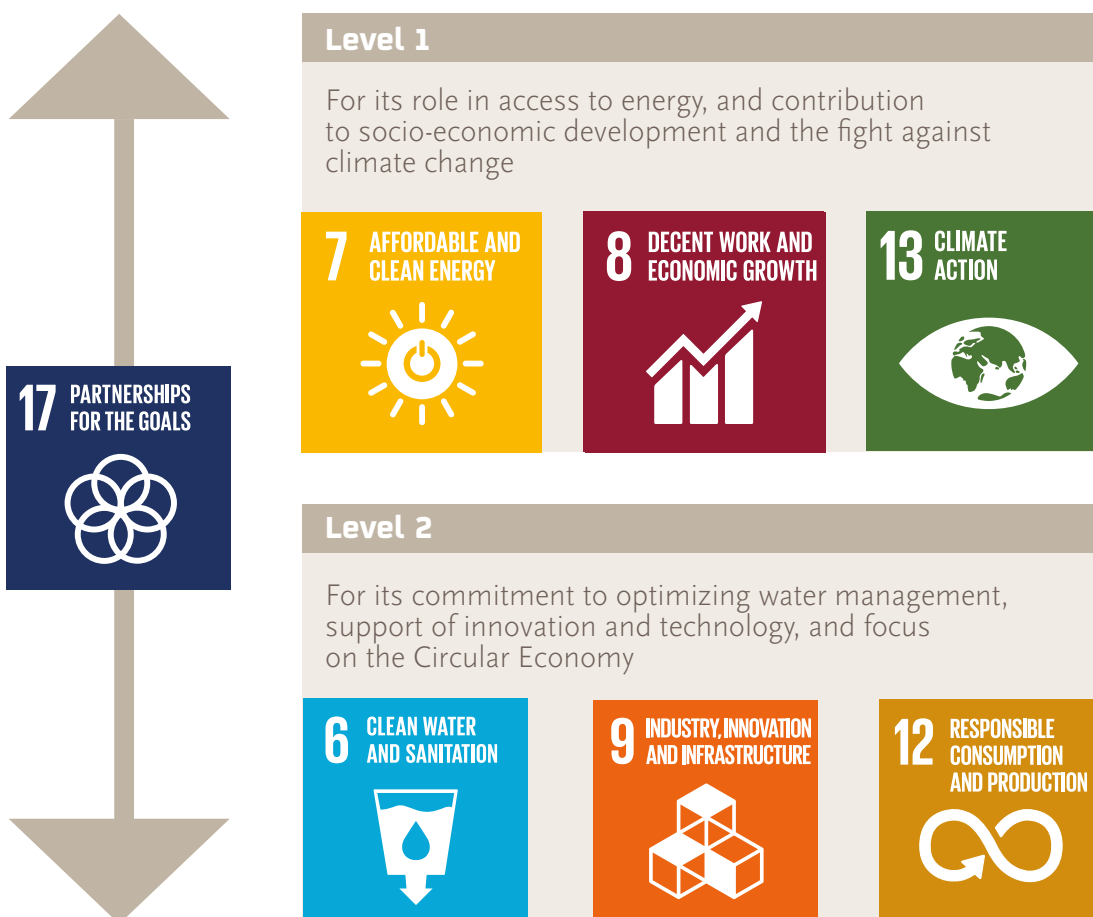 Level 1
For its role in access to energy, and contribution
to socio-economic development and the fight against
climate change
7 AFFORDABLE AND
CLEAN ENERGY
8 DECENT WORK AND
ECONOMIC GROWTH
13 CLIMATE
ACTION
17 PARTNERSHIPS
FOR THE GOALS
Level 2
For its commitment to optimizing water management,
support of innovation and technology, and focus
on the Circular Economy
6 CLEAN WATER
AND SANITATION
9 INDUSTRY, INNOVATION
AND INFRASTRUCTURE
12 RESPONSIBLE
CONSUMPTION
AND PRODUCTION